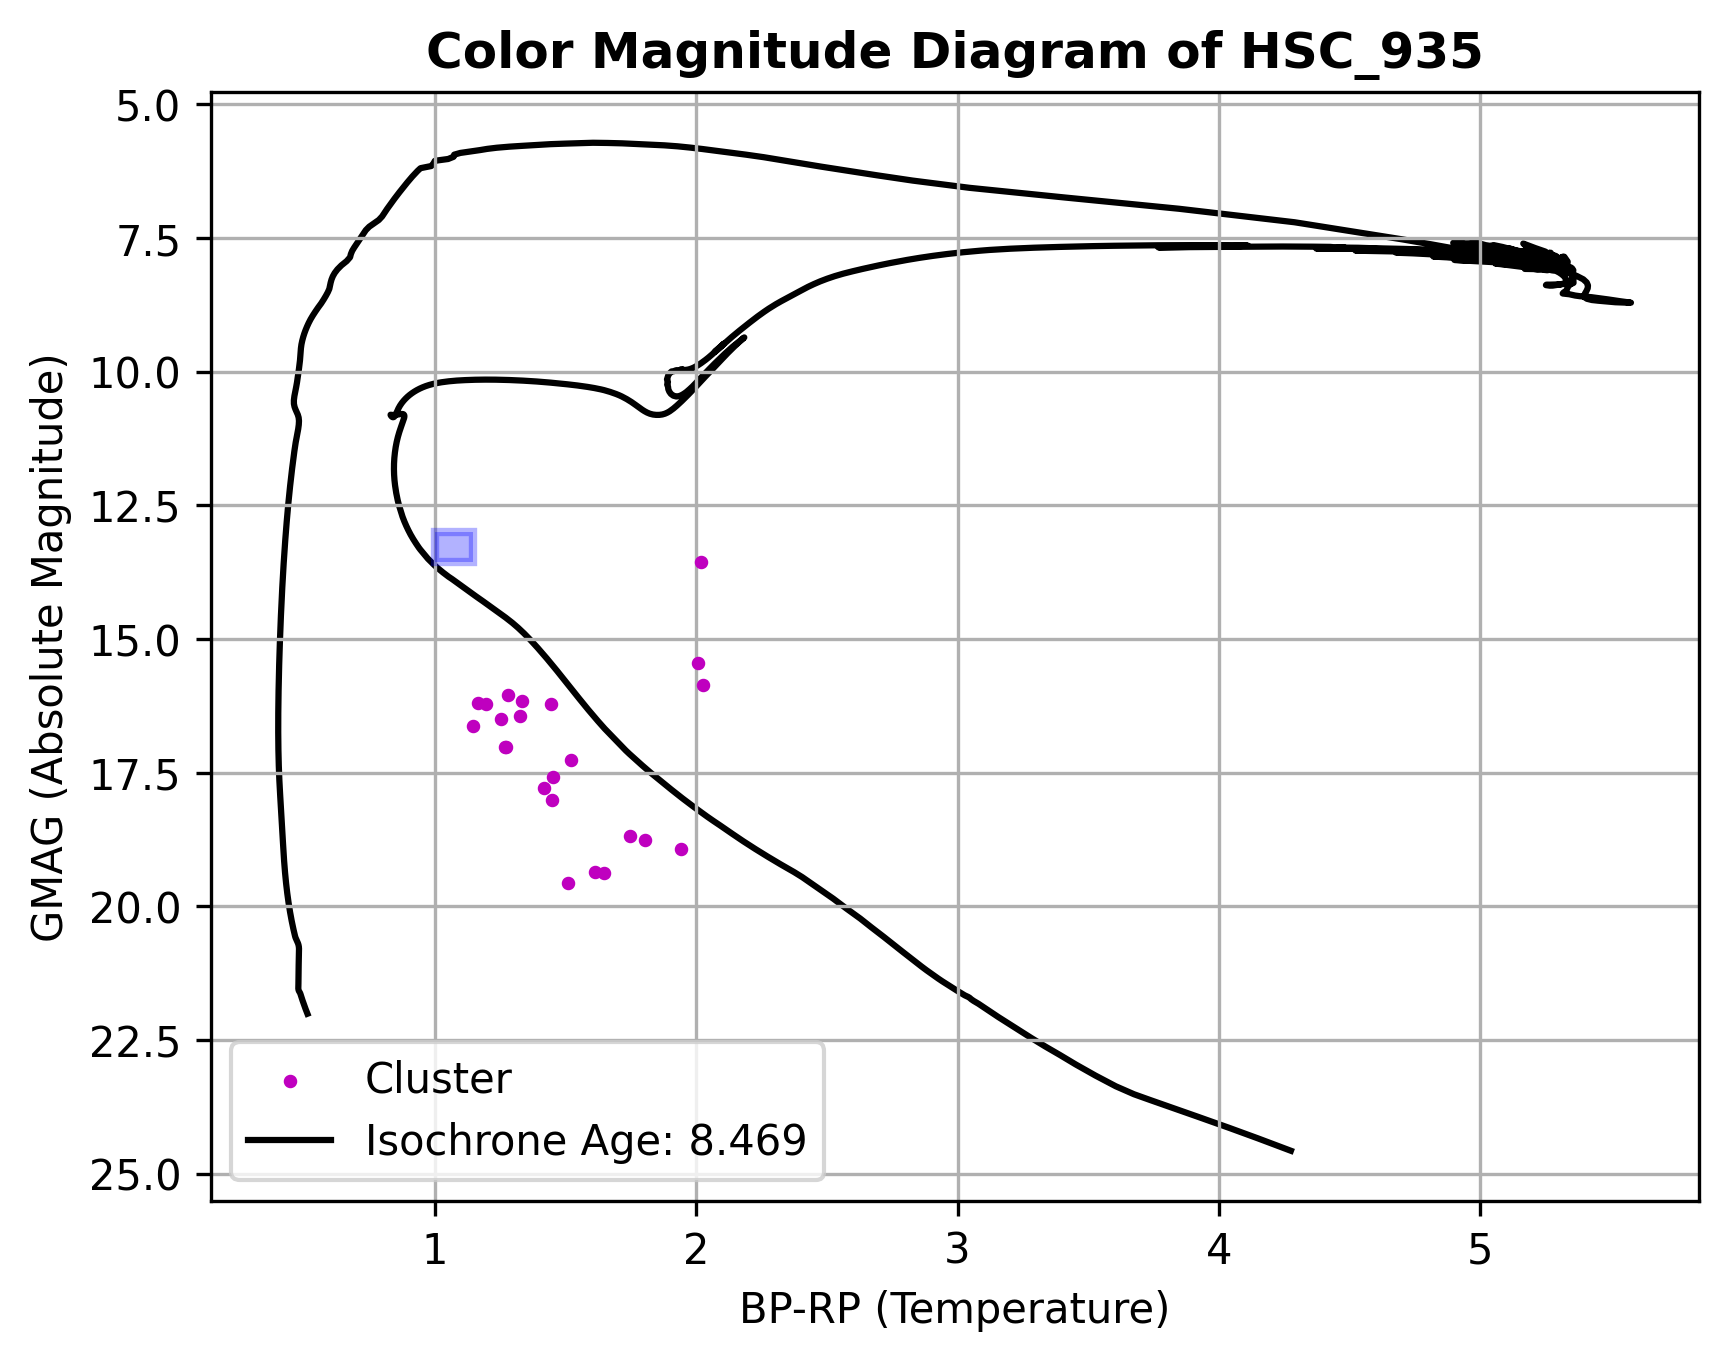 Color Magnitude Diagram of HSC_935
GMAG (Absolute Magnitude)
5.0
7.5
10.0
12.5
15.0
17.5
20.0
22.5
25.0
Cluster
Isochrone Age: 8.469
1 2 3 4 5
BP-RP (Temperature)